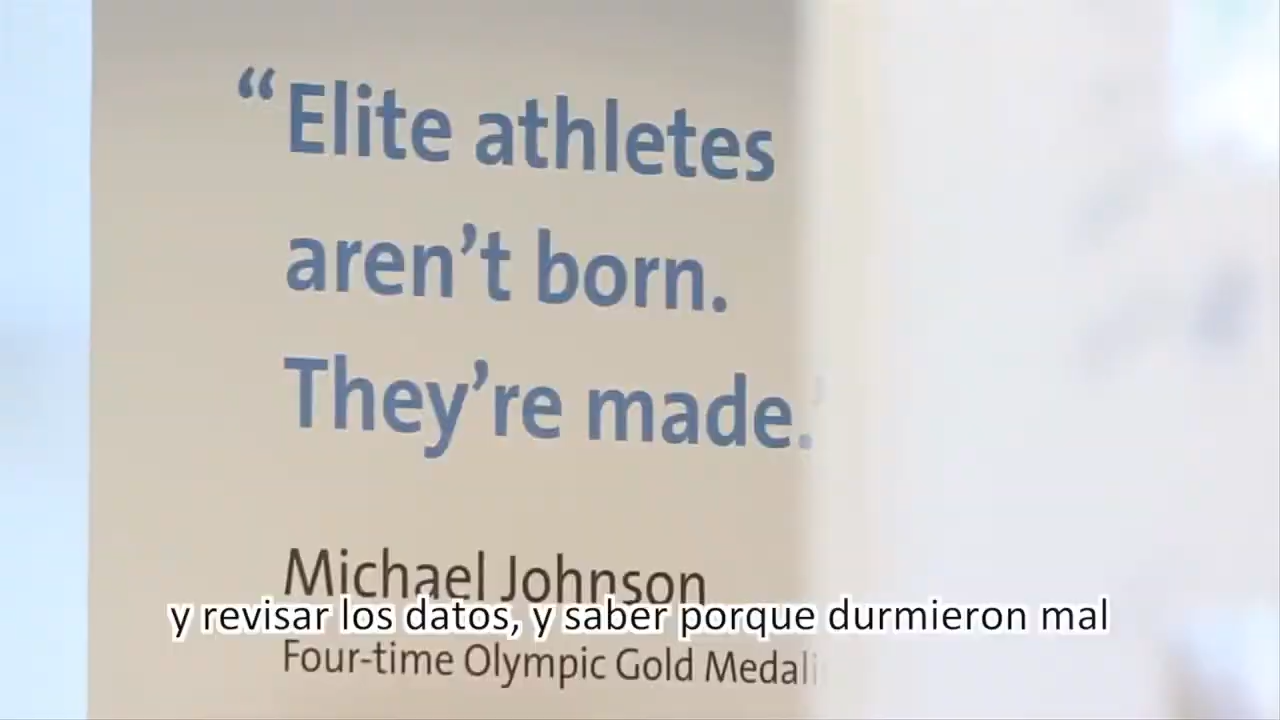 “Elite athletes
aren’t born.
They’re made.”
Michael Johnson
y revisar los datos, y saber porque durmieron mal
Four-time Olympic Gold Medali